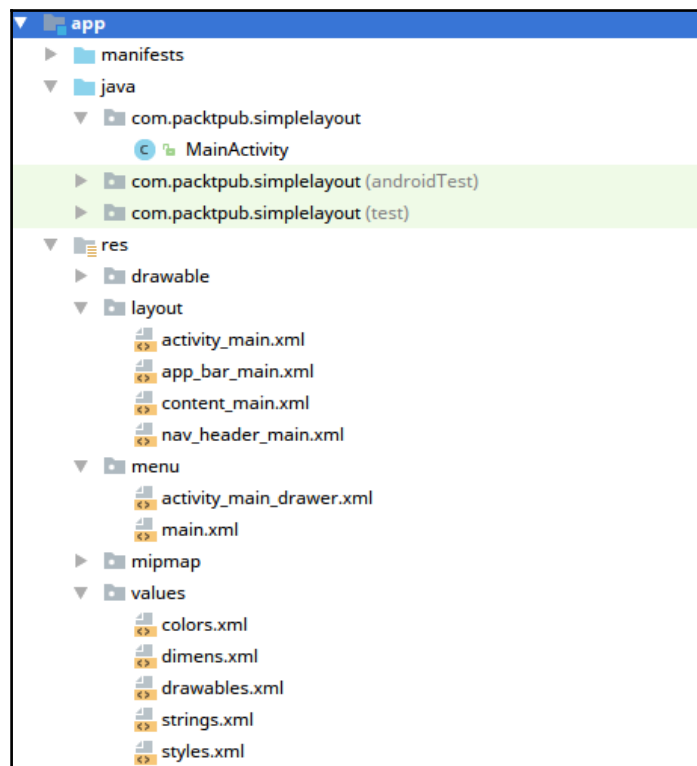 app
manifests
java
com.packtpub.simplelayout
C MainActivity
com.packtpub.simplelayout (androidTest)
com.packtpub.simplelayout (test)
res
drawable
layout
activity_main.xml
app_bar_main.xml
content_main.xml
nav_header_main.xml
menu
activity_main_drawer.xml
main.xml
mipmap
values
colors.xml
dimens.xml
drawables.xml
strings.xml
styles.xml